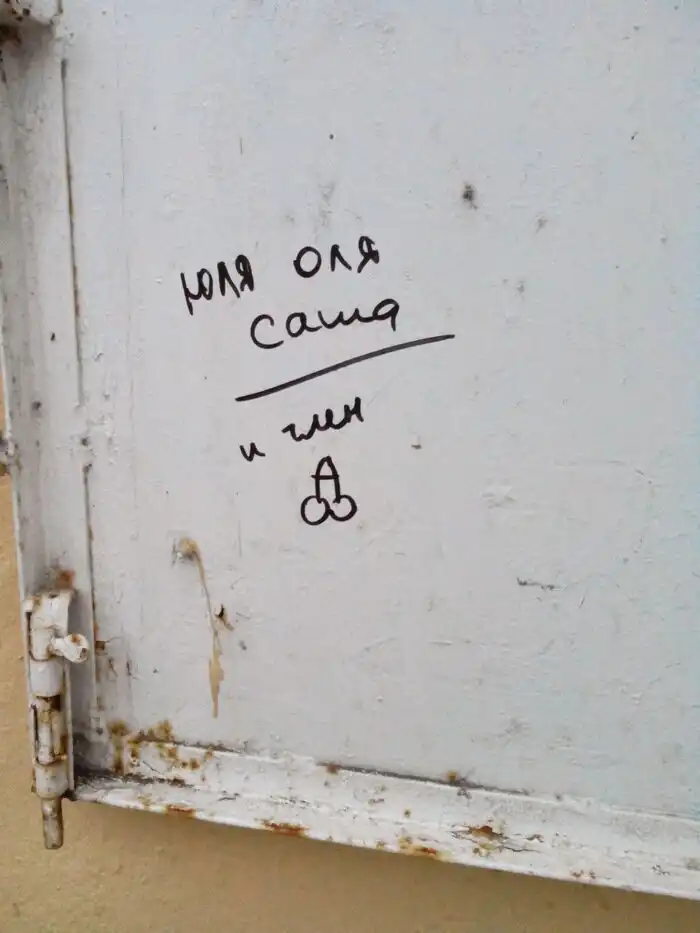 юля оля
саша
и член